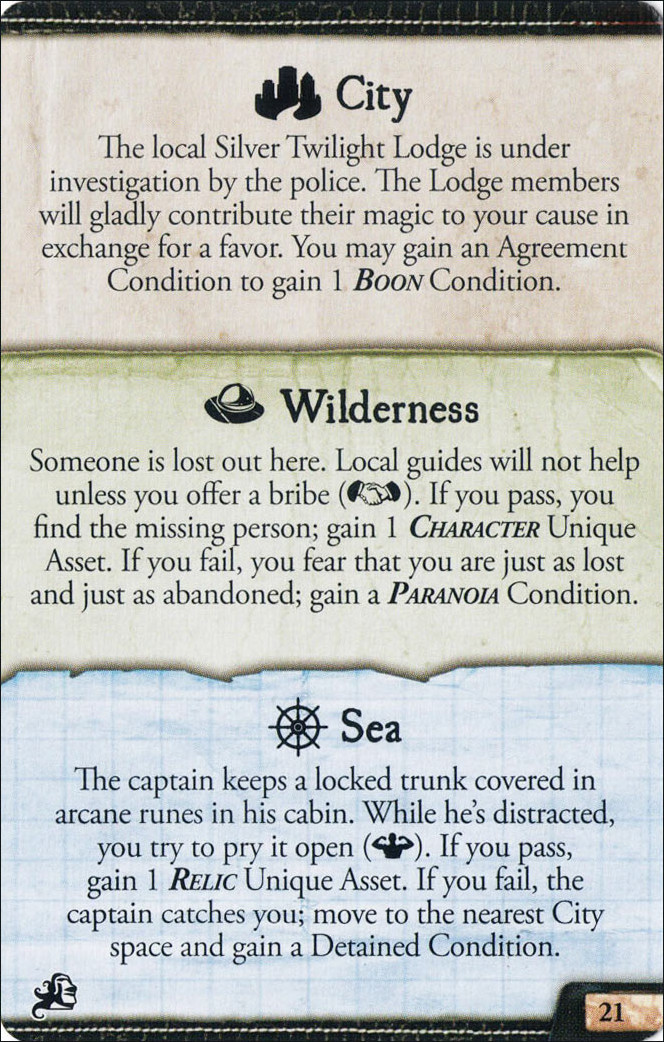 City
The local Silver Twilight Lodge is under
investigation by the police. The Lodge members
will gladly contribute their magic to your cause in
exchange for a favor. You may gain an Agreement
Condition to gain 1 BOON Condition.
Wilderness
Someone is lost out here. Local guides will not help
unless you offer a bribe (). If you pass, you
find the missing person; gain 1 CHARACTER Unique
Asset. If you fail, you fear that you are just as lost
and just as abandoned; gain a PARANOIA Condition.
Sea
The captain keeps a locked trunk covered in
arcane runes in his cabin. While he's distracted,
you try to pry it open (). If you pass,
gain 1 RELIC Unique Asset. If you fail, the
captain catches you; move to the nearest City
space and gain a Detained Condition.
21